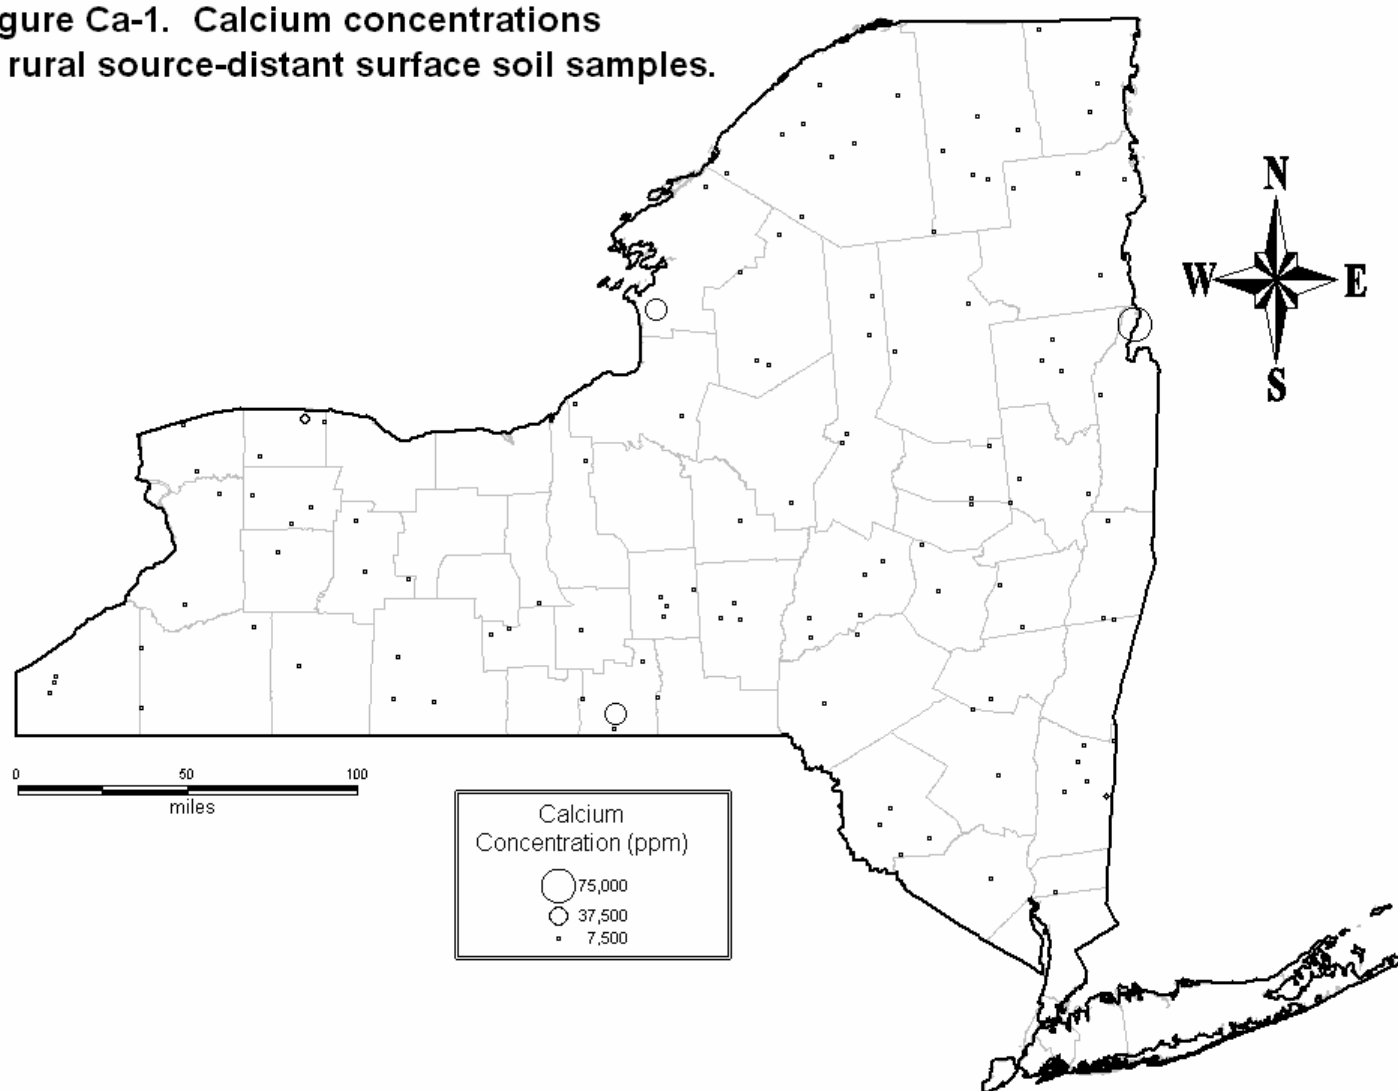 gure Ca-1. Calcium concentrations
rural source-distant surface soil samples.
N
W E
S
0 50 100
miles
Calcium
Concentration (ppm)
75,000
37,500
7,500